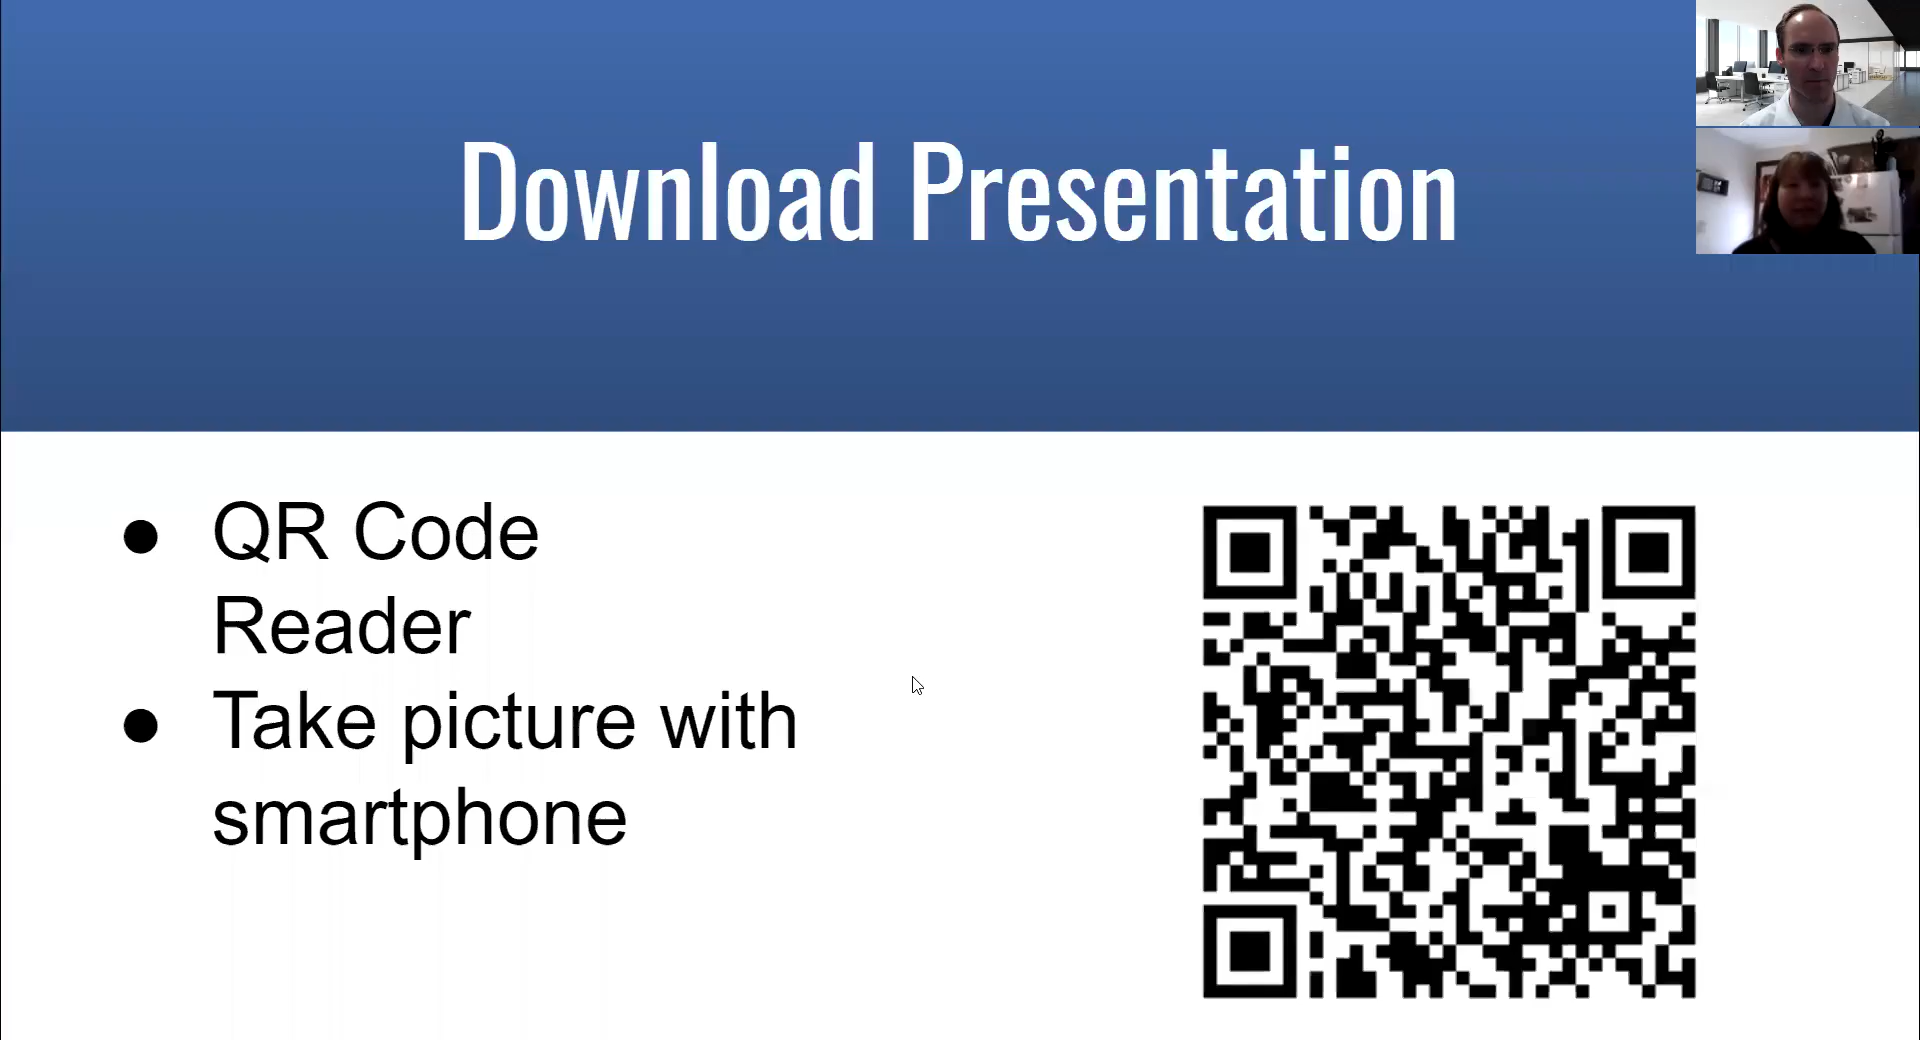 Download Presentation
● QR Code
Reader
● Take picture with
smartphone